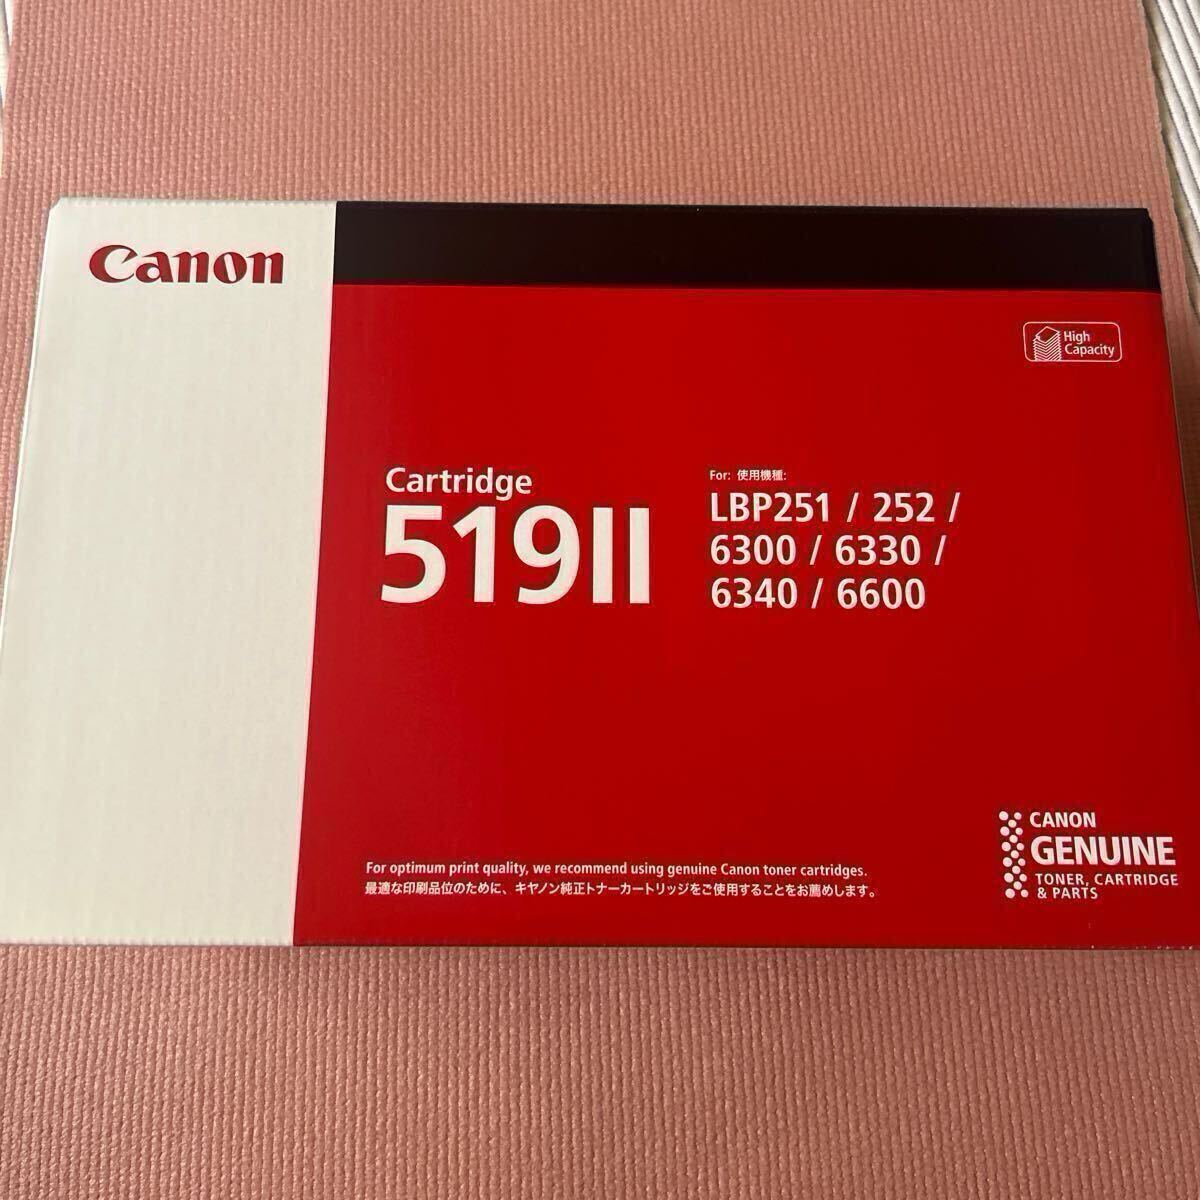 Canon
High
Capacity
Cartridge
519II
For: 使用機種:
LBP251 / 252 /
6300 / 6330 /
6340 / 6600
For optimum print quality, we recommend using genuine Canon toner cartridges.
最適な印刷品位のために、キヤノン純正トナーカートリッジをご使用することをお薦めします。
CANON
GENUINE
TONER, CARTRIDGE
& PARTS